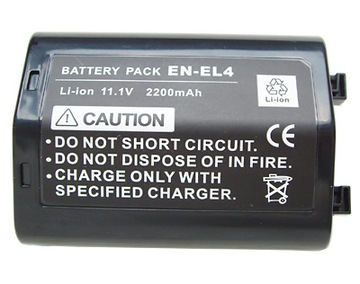 BATTERY PACK EN-EL4
Li-ion 11.1V 2200mAh
Li-ion
CAUTION
• DO NOT SHORT CIRCUIT.
• DO NOT DISPOSE OF IN FIRE.
• CHARGE ONLY WITH
SPECIFIED CHARGER.
CE